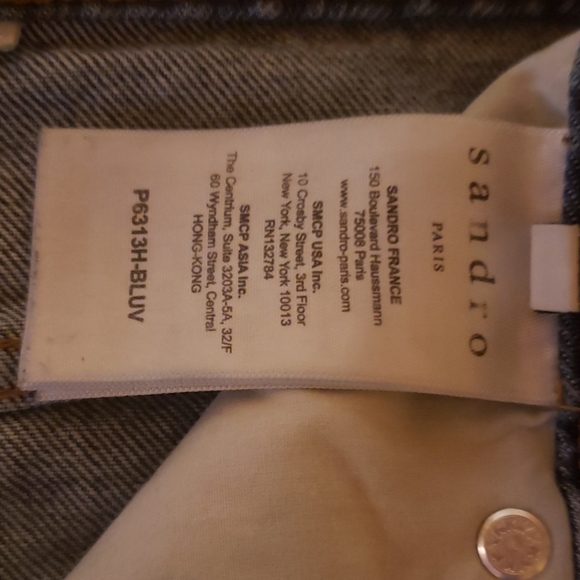 sandro
PARIS
SANDRO FRANCE
150 Boulevard Haussmann
75008 Paris
www.sandro-paris.com
SMCP USA Inc.
10 Crosby Street, 3rd Floor
New York, New York 10013
RN132784
SMCP ASIA Inc.
The Centrium, Suite 3203A-5A, 32/F
60 Wyndham Street, Central
HONG-KONG
P6313H-BLUV